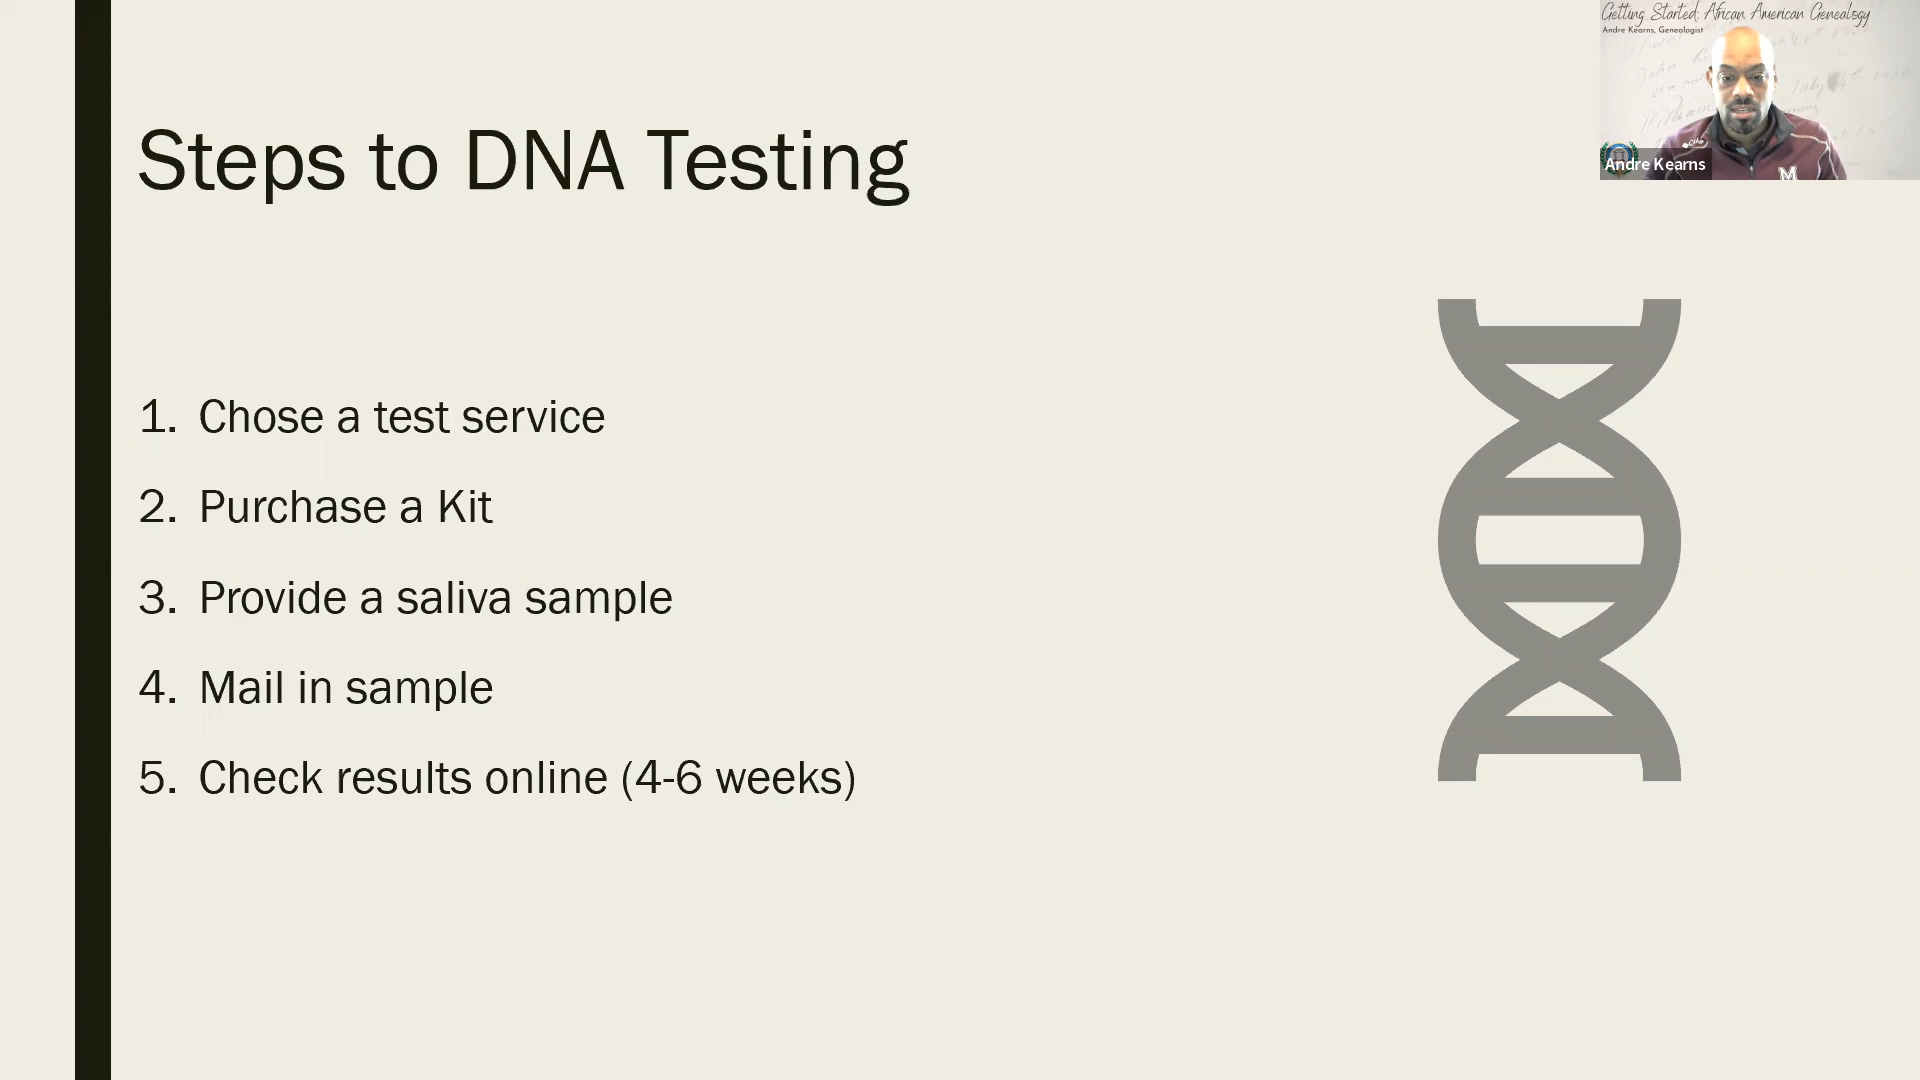 Getting Started: African American Genealogy
Andre Kearns, Genealogist
Andre Kearns
M
Steps to DNA Testing
1. Chose a test service
2. Purchase a Kit
3. Provide a saliva sample
4. Mail in sample
5. Check results online (4-6 weeks)